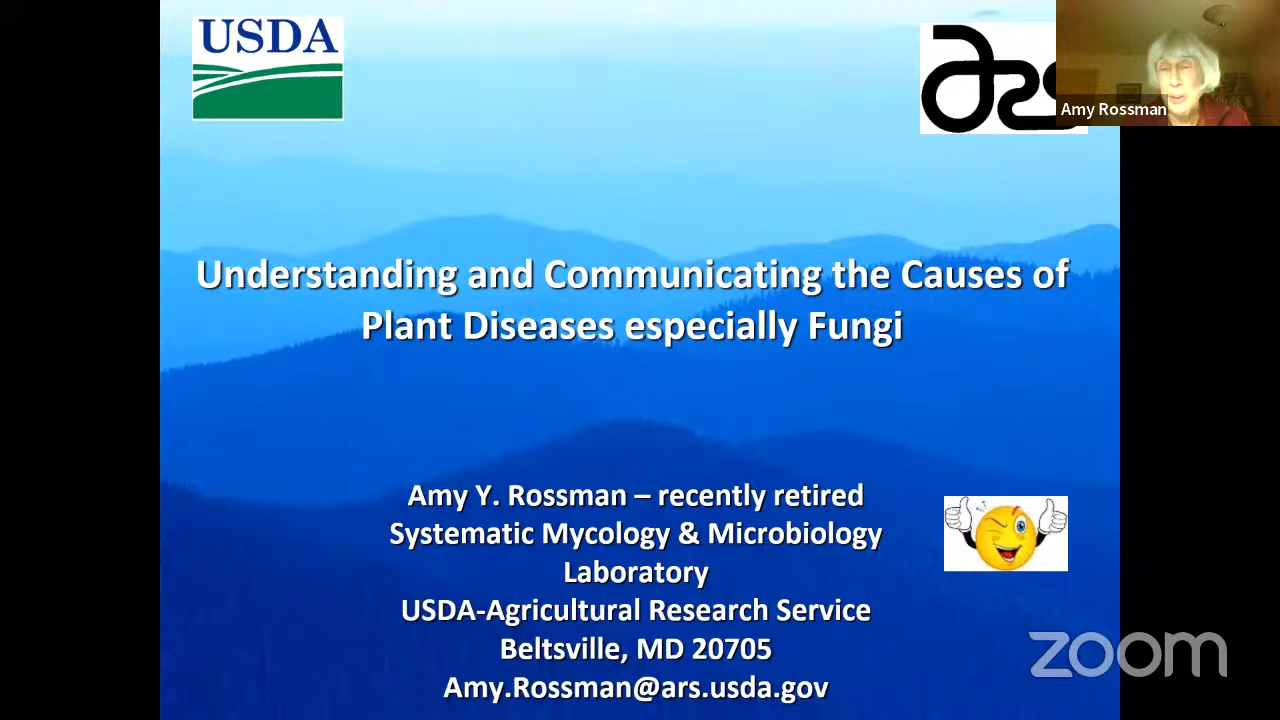 USDA
ars
Amy Rossman
Understanding and Communicating the Causes of
Plant Diseases especially Fungi
Amy Y. Rossman – recently retired
Systematic Mycology & Microbiology
Laboratory
USDA-Agricultural Research Service
Beltsville, MD 20705
Amy.Rossman@ars.usda.gov
zoom